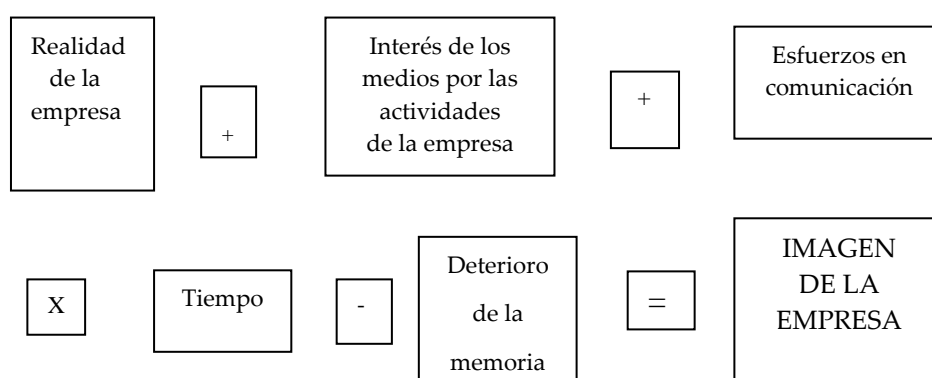 Realidad
de la
empresa
+
Interés de los
medios por las
actividades
de la empresa
+
Esfuerzos en
comunicación
X
Tiempo
-
Deterioro
de la
memoria
=
IMAGEN
DE LA
EMPRESA